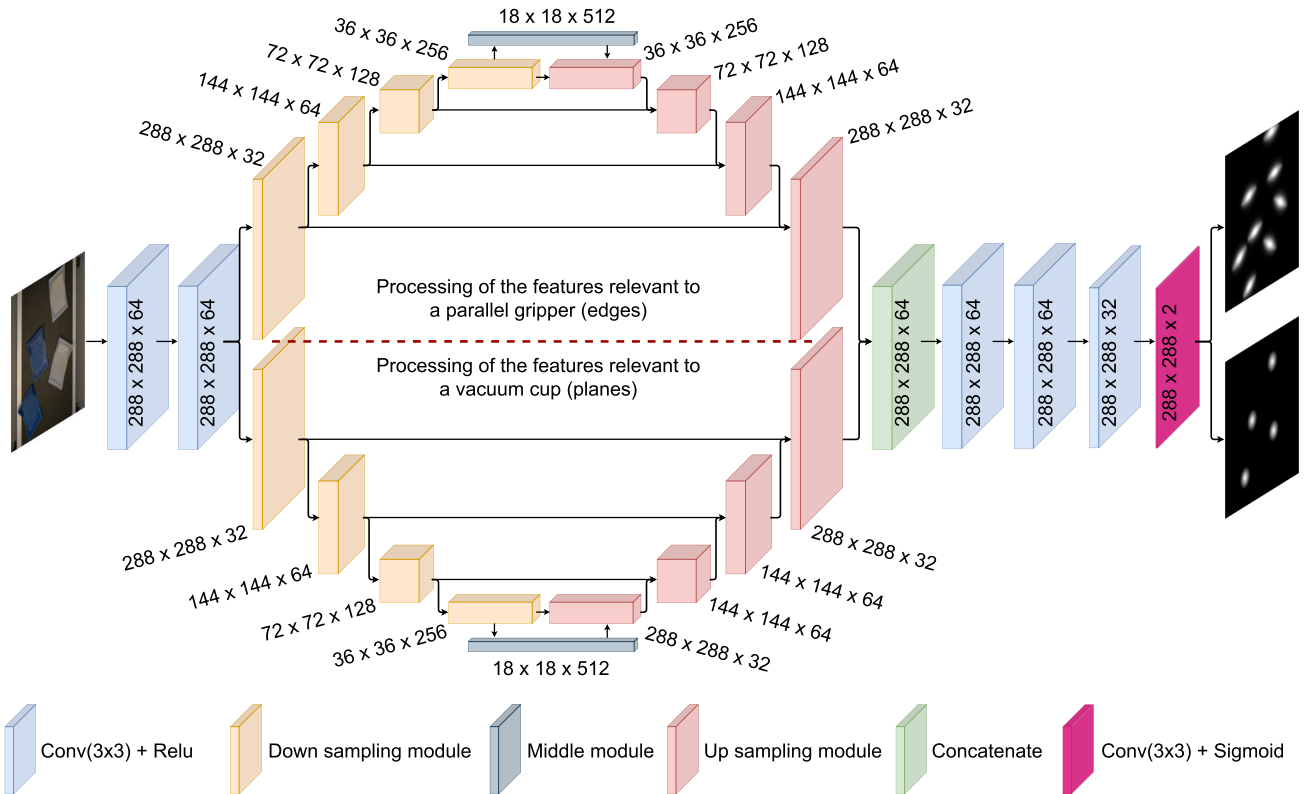 18 x 18 x 512
36 x 36 x 256
36 x 36 x 256
72 x 72 x 128
72 x 72 x 128
144 x 144 x 64
144 x 144 x 64
288 x 288 x 32
288 x 288 x 32
Processing of the features relevant to
a parallel gripper (edges)
Processing of the features relevant to
a vacuum cup (planes)
288 x 288 x 64
288 x 288 x 64
288 x 288 x 64
288 x 288 x 64
288 x 288 x 64
288 x 288 x 32
288 x 288 x 2
288 x 288 x 32
288 x 288 x 32
144 x 144 x 64
144 x 144 x 64
72 x 72 x 128
144 x 144 x 64
36 x 36 x 256
288 x 288 x 32
18 x 18 x 512
Conv(3x3) + Relu
Down sampling module
Middle module
Up sampling module
Concatenate
Conv(3x3) + Sigmoid